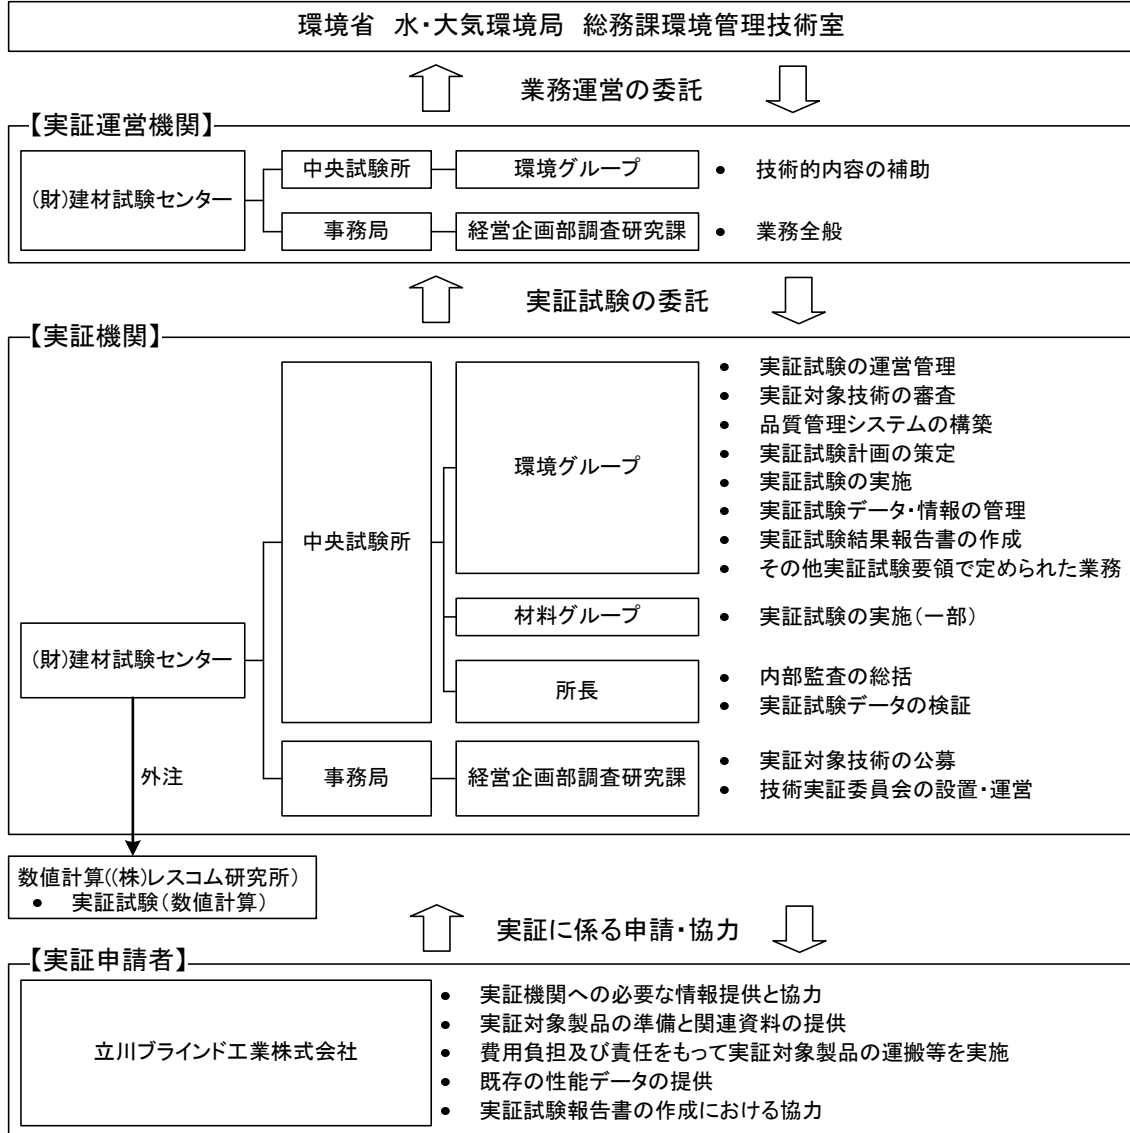 環境省 水・大気環境局 総務課環境管理技術室
業務運営の委託
【実証運営機関】
(財)建材試験センター
中央試験所
環境グループ
• 技術的内容の補助
事務局
経営企画部調査研究課
• 業務全般
実証試験の委託
【実証機関】
(財)建材試験センター
中央試験所
環境グループ
• 実証試験の運営管理
• 実証対象技術の審査
• 品質管理システムの構築
• 実証試験計画の策定
• 実証試験の実施
• 実証試験データ・情報の管理
• 実証試験結果報告書の作成
• その他実証試験要領で定められた業務
材料グループ
• 実証試験の実施(一部)
所長
• 内部監査の総括
• 実証試験データの検証
事務局
経営企画部調査研究課
• 実証対象技術の公募
• 技術実証委員会の設置・運営
外注
数値計算((株)レスコム研究所)
• 実証試験(数値計算)
実証に係る申請・協力
【実証申請者】
立川ブラインド工業株式会社
• 実証機関への必要な情報提供と協力
• 実証対象製品の準備と関連資料の提供
• 費用負担及び責任をもって実証対象製品の運搬等を実施
• 既存の性能データの提供
• 実証試験報告書の作成における協力